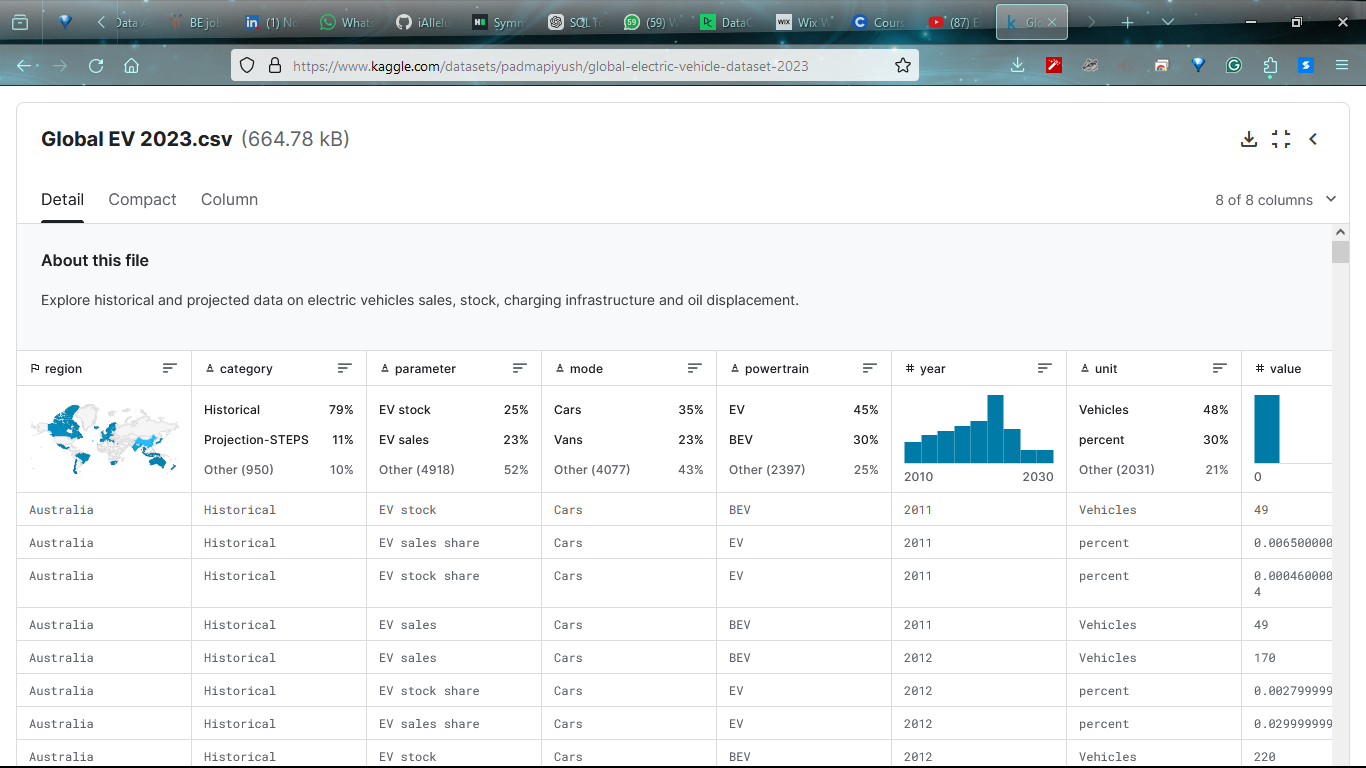 Data A
BE job
(1) No
Whats
iAllele
Symm
SQL T
(59) W
DataC
Wix W
Cours
(87) E
Glo
https://www.kaggle.com/datasets/padmapiyush/global-electric-vehicle-dataset-2023
Global EV 2023.csv (664.78 kB)
Detail Compact Column 8 of 8 columns
About this file
Explore historical and projected data on electric vehicles sales, stock, charging infrastructure and oil displacement.
region category parameter mode powertrain # year unit # value
Historical 79% EV stock 25% Cars 35% EV 45% Vehicles 48%
Projection-STEPS 11% EV sales 23% Vans 23% BEV 30% percent 30%
Other (950) 10% Other (4918) 52% Other (4077) 43% Other (2397) 25% 2010 2030 Other (2031) 21% 0
Australia Historical EV stock Cars BEV 2011 Vehicles 49
Australia Historical EV sales share Cars EV 2011 percent 0.006500000
Australia Historical EV stock share Cars EV 2011 percent 0.000460000
4
Australia Historical EV sales Cars BEV 2011 Vehicles 49
Australia Historical EV sales Cars BEV 2012 Vehicles 170
Australia Historical EV stock share Cars EV 2012 percent 0.002799999
Australia Historical EV sales share Cars EV 2012 percent 0.029999999
Australia Historical EV stock Cars BEV 2012 Vehicles 220